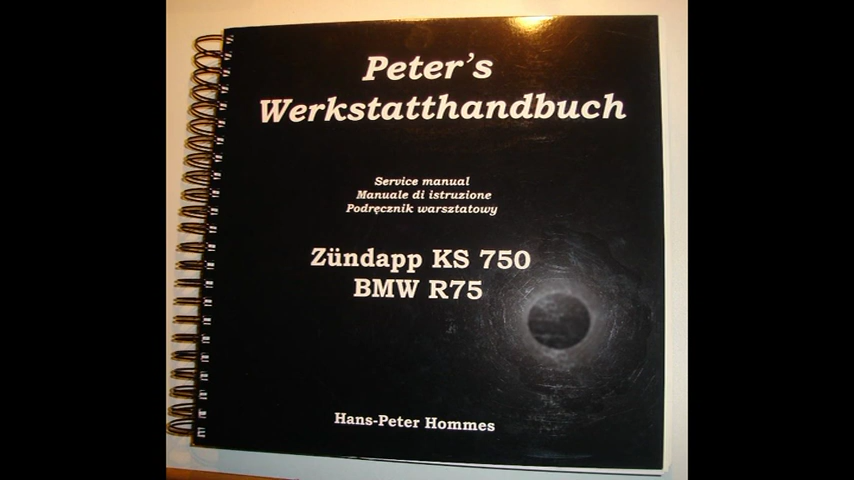 Peter's
Werkstatthandbuch
Service manual
Manuale di istruzione
Podręcznik warsztatowy
Zündapp KS 750
BMW R75
Hans-Peter Hommes